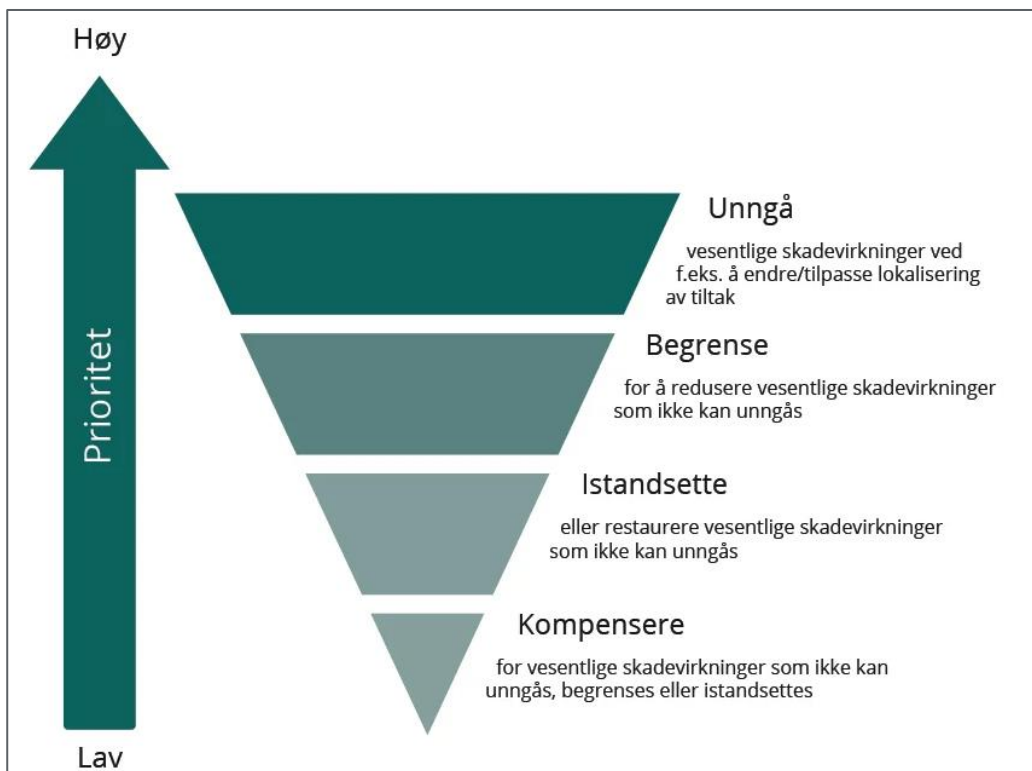 Høy
Prioritet
Lav
Unngå
vesentlige skadevirkninger ved
f.eks. å endre/tilpasse lokalisering
av tiltak
Begrense
for å redusere vesentlige skadevirkninger
som ikke kan unngås
Istandsette
eller restaurere vesentlige skadevirkninger
som ikke kan unngås
Kompensere
for vesentlige skadevirkninger som ikke kan
unngås, begrenses eller istandsettes